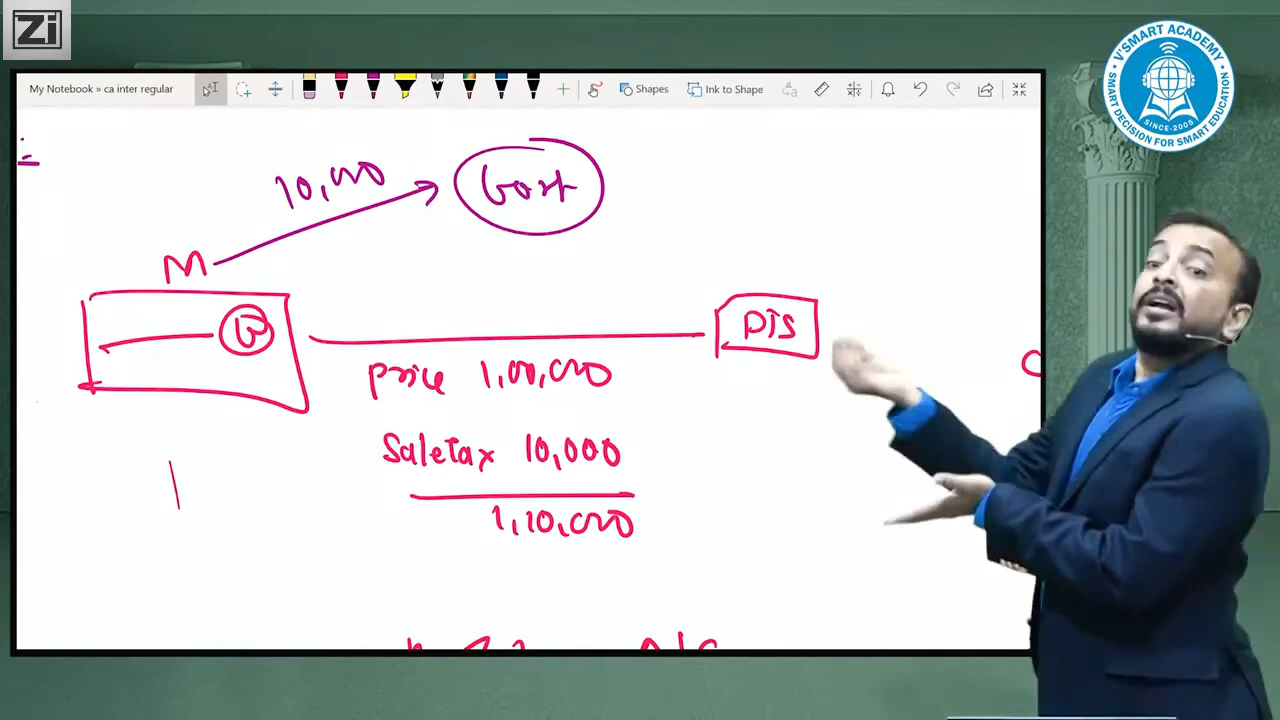 Zi
V'SMART ACADEMY
SINCE-2005
SMART DECISION FOR SMART EDUCATION
My Notebook » ca inter regular
Shapes
Ink to Shape
10,000
Govt
M
DIS
Price 1,00,000
Saletax 10,000
1,10,000